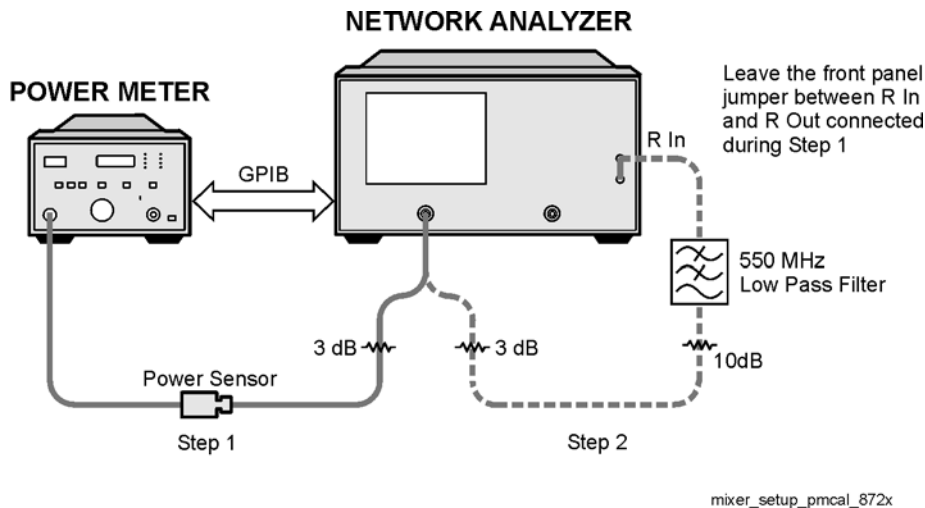 NETWORK ANALYZER
POWER METER
Leave the front panel
jumper between R In
and R Out connected
during Step 1
R In
GPIB
550 MHz
Low Pass Filter
3 dB
3 dB
10dB
Power Sensor
Step 1
Step 2
mixer_setup_pmcal_872x